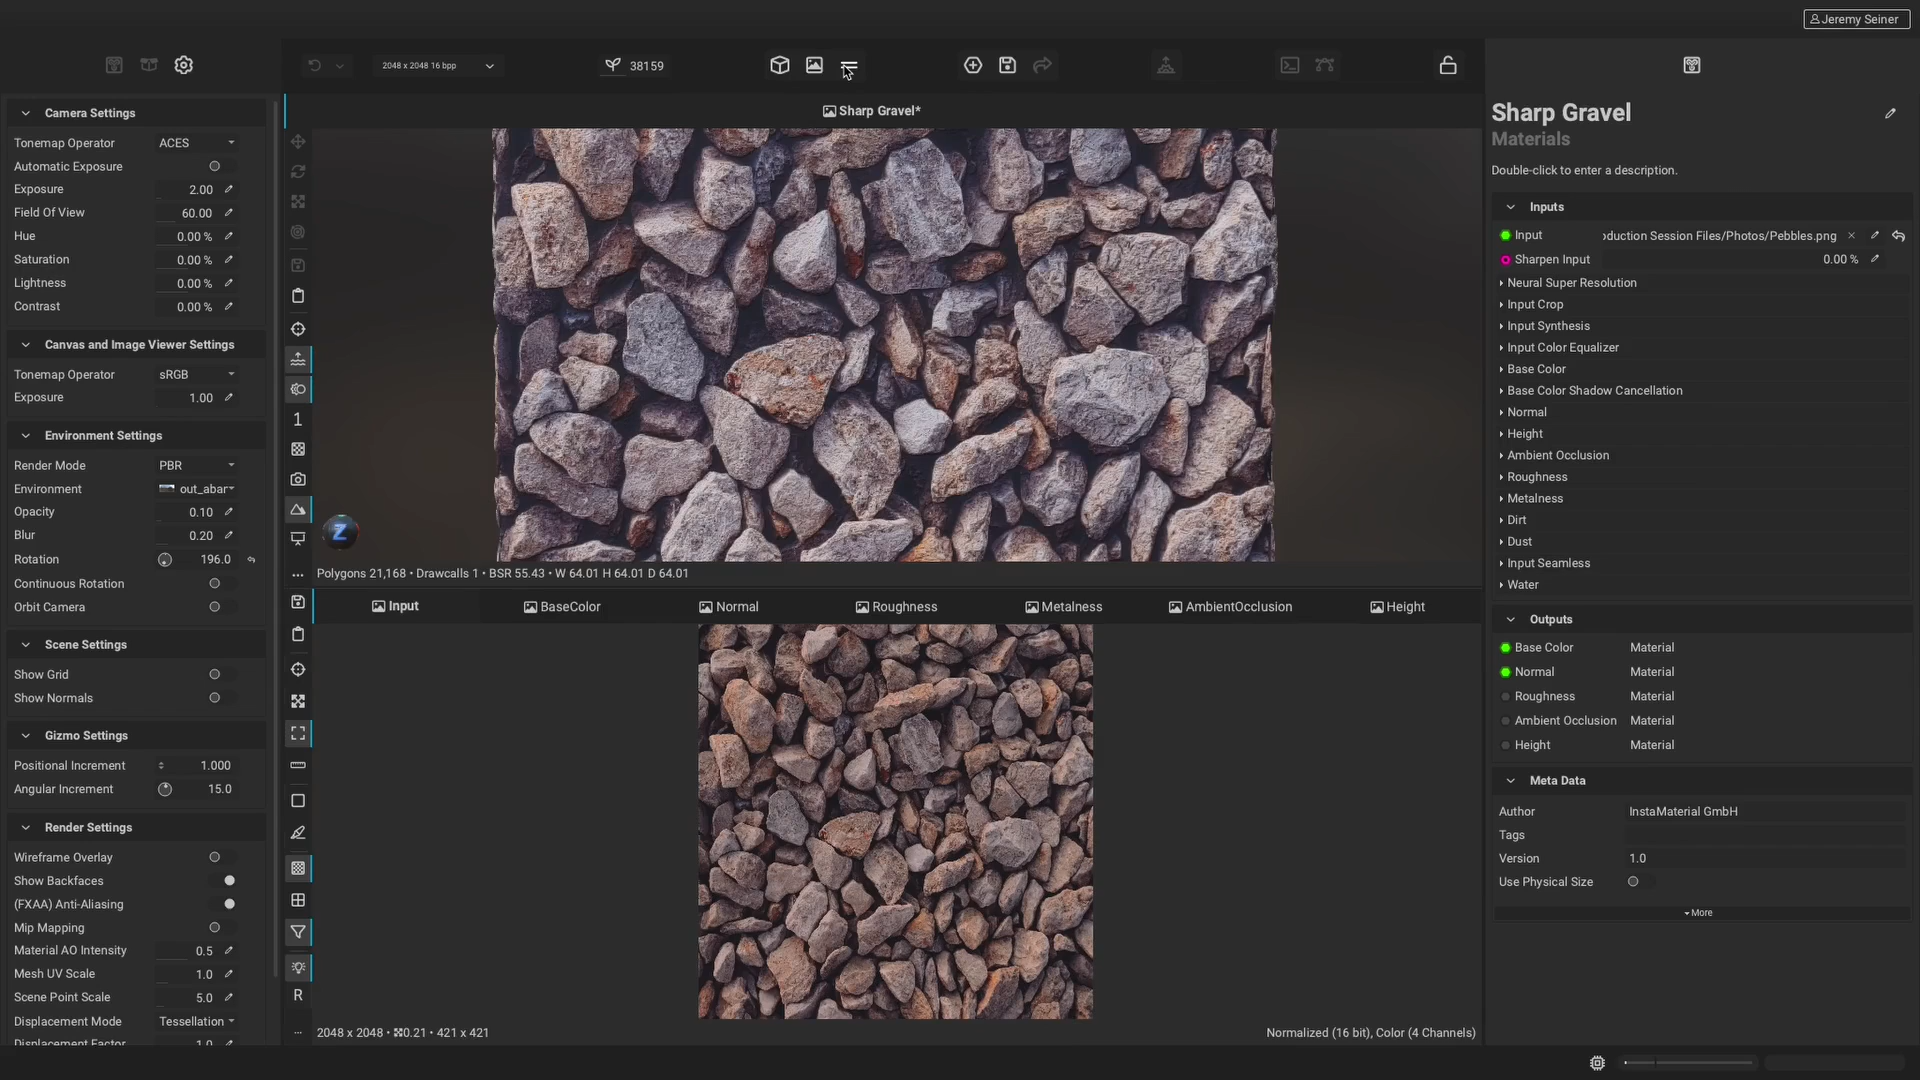 Jeremy Seiner
2048 x 2048 16 bpp
38159
Camera Settings
Tonemap Operator ACES
Automatic Exposure
Exposure 2.00
Field Of View 60.00
Hue 0.00 %
Saturation 0.00 %
Lightness 0.00 %
Contrast 0.00 %
Canvas and Image Viewer Settings
Tonemap Operator sRGB
Exposure 1.00
Environment Settings
Render Mode PBR
Environment out_abar
Opacity 0.10
Blur 0.20
Rotation 196.0
Continuous Rotation
Orbit Camera
Scene Settings
Show Grid
Show Normals
Gizmo Settings
Positional Increment 1.000
Angular Increment 15.0
Render Settings
Wireframe Overlay
Show Backfaces
(FXAA) Anti-Aliasing
Mip Mapping
Material AO Intensity 0.5
Mesh UV Scale 1.0
Scene Point Scale 5.0
Displacement Mode Tessellation
Displacement Factor 1.0
Sharp Gravel*
1
Z
Polygons 21,168 • Drawcalls 1 • BSR 55.43 • W 64.01 H 64.01 D 64.01
Input BaseColor Normal Roughness Metalness AmbientOcclusion Height
R
2048 x 2048 • 0.21 • 421 x 421
Normalized (16 bit), Color (4 Channels)
Sharp Gravel
Materials
Double-click to enter a description.
Inputs
Input oduction Session Files/Photos/Pebbles.png
Sharpen Input 0.00 %
Neural Super Resolution
Input Crop
Input Synthesis
Input Color Equalizer
Base Color
Base Color Shadow Cancellation
Normal
Height
Ambient Occlusion
Roughness
Metalness
Dirt
Dust
Input Seamless
Water
Outputs
Base Color Material
Normal Material
Roughness Material
Ambient Occlusion Material
Height Material
Meta Data
Author InstaMaterial GmbH
Tags
Version 1.0
Use Physical Size
More